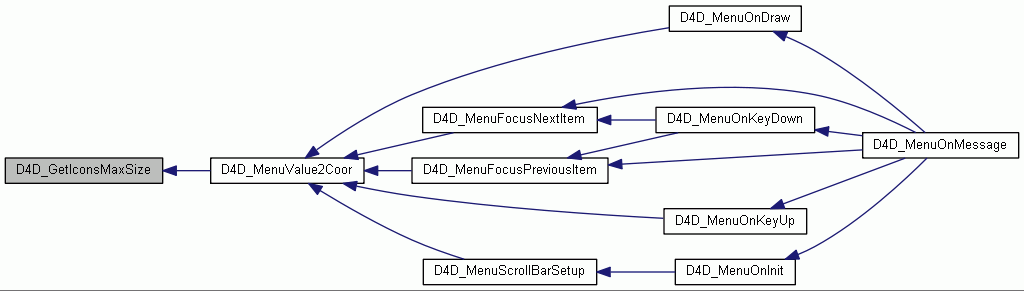 D4D_MenuOnDraw
D4D_MenuFocusNextItem
D4D_MenuOnKeyDown
D4D_MenuOnMessage
D4D_GetIconsMaxSize
D4D_MenuValue2Coor
D4D_MenuFocusPreviousItem
D4D_MenuOnKeyUp
D4D_MenuScrollBarSetup
D4D_MenuOnInit